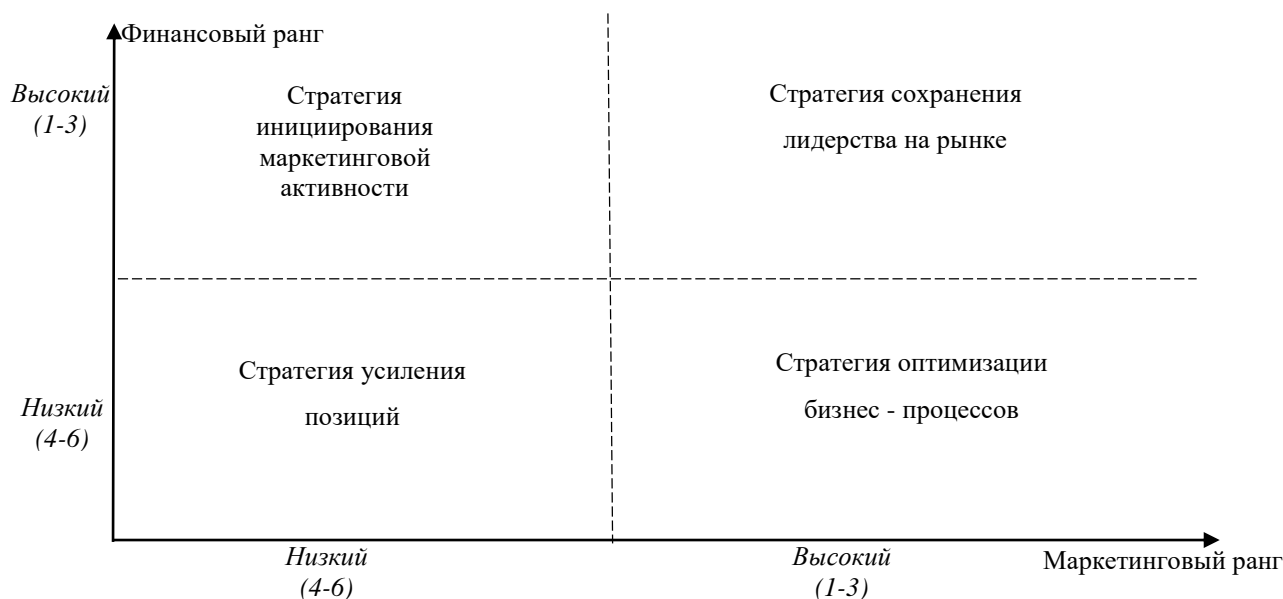 Финансовый ранг
Высокий
(1-3)
Стратегия
инициирования
маркетинговой
активности
Стратегия сохранения
лидерства на рынке
Низкий
(4-6)
Стратегия усиления
позиций
Стратегия оптимизации
бизнес - процессов
Низкий
(4-6)
Высокий
(1-3)
Маркетинговый ранг